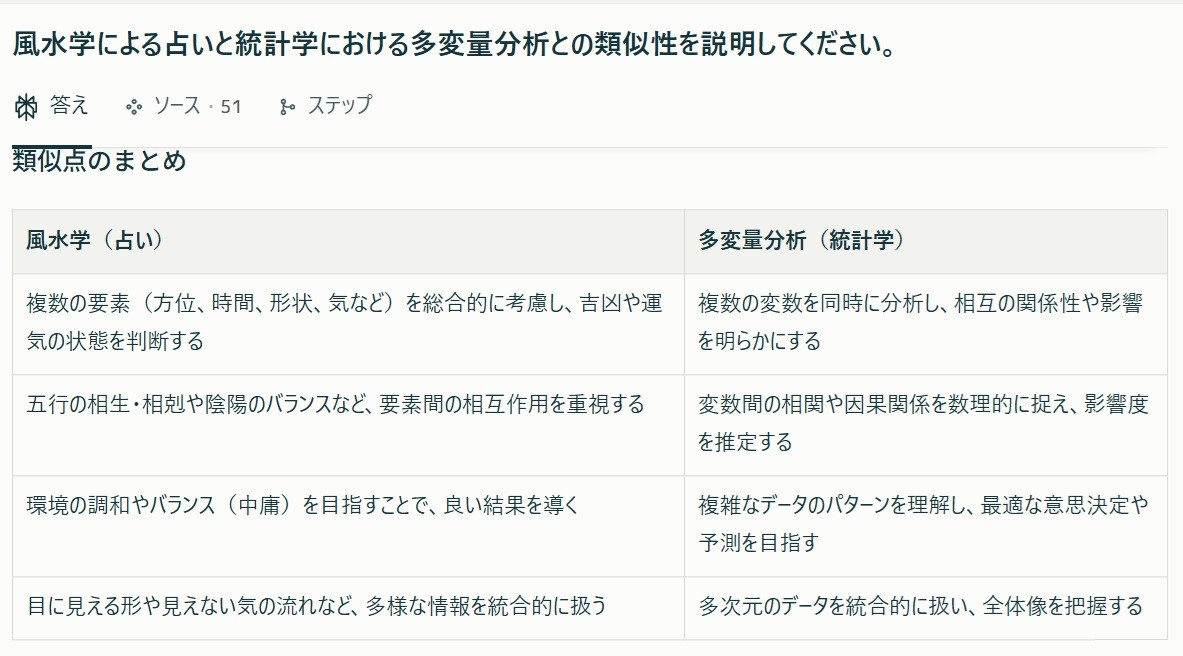 風水学による占いと統計学における多変量分析との類似性を説明してください。
答え ソース · 51 ステップ
類似点のまとめ
風水学（占い） 多変量分析（統計学）
複数の要素（方位、時間、形状、気など）を総合的に考慮し、吉凶や運
気の状態を判断する
複数の変数を同時に分析し、相互の関係性や影響
を明らかにする
五行の相生・相剋や陰陽のバランスなど、要素間の相互作用を重視する
変数間の相関や因果関係を数理的に捉え、影響度
を推定する
環境の調和やバランス（中庸）を目指すことで、良い結果を導く
複雑なデータのパターンを理解し、最適な意思決定や
予測を目指す
目に見える形や見えない気の流れなど、多様な情報を統合的に扱う
多次元のデータを統合的に扱い、全体像を把握する